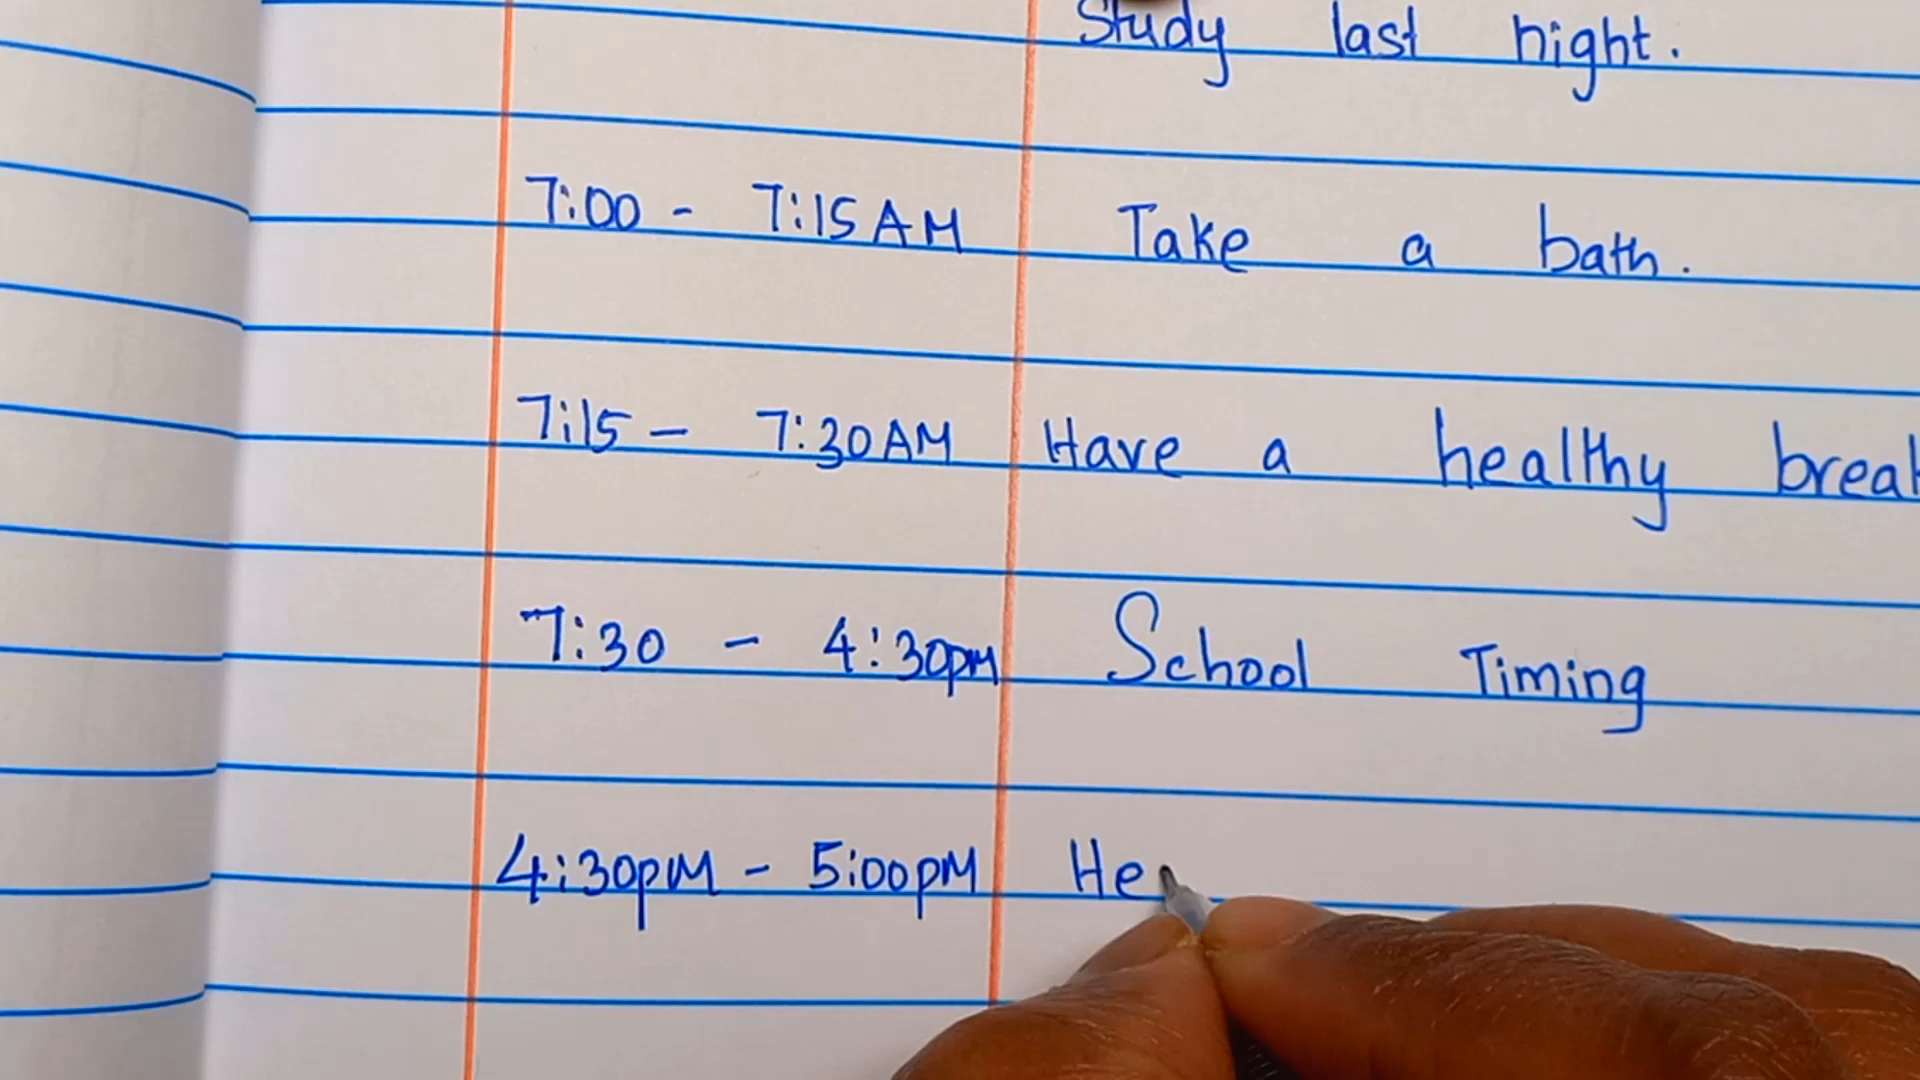 Study last night.
7:00 - 7:15 AM Take a bath.
7:15 - 7:30 AM Have a healthy break
7:30 - 4:30pm School Timing
4:30pM - 5:00pM He